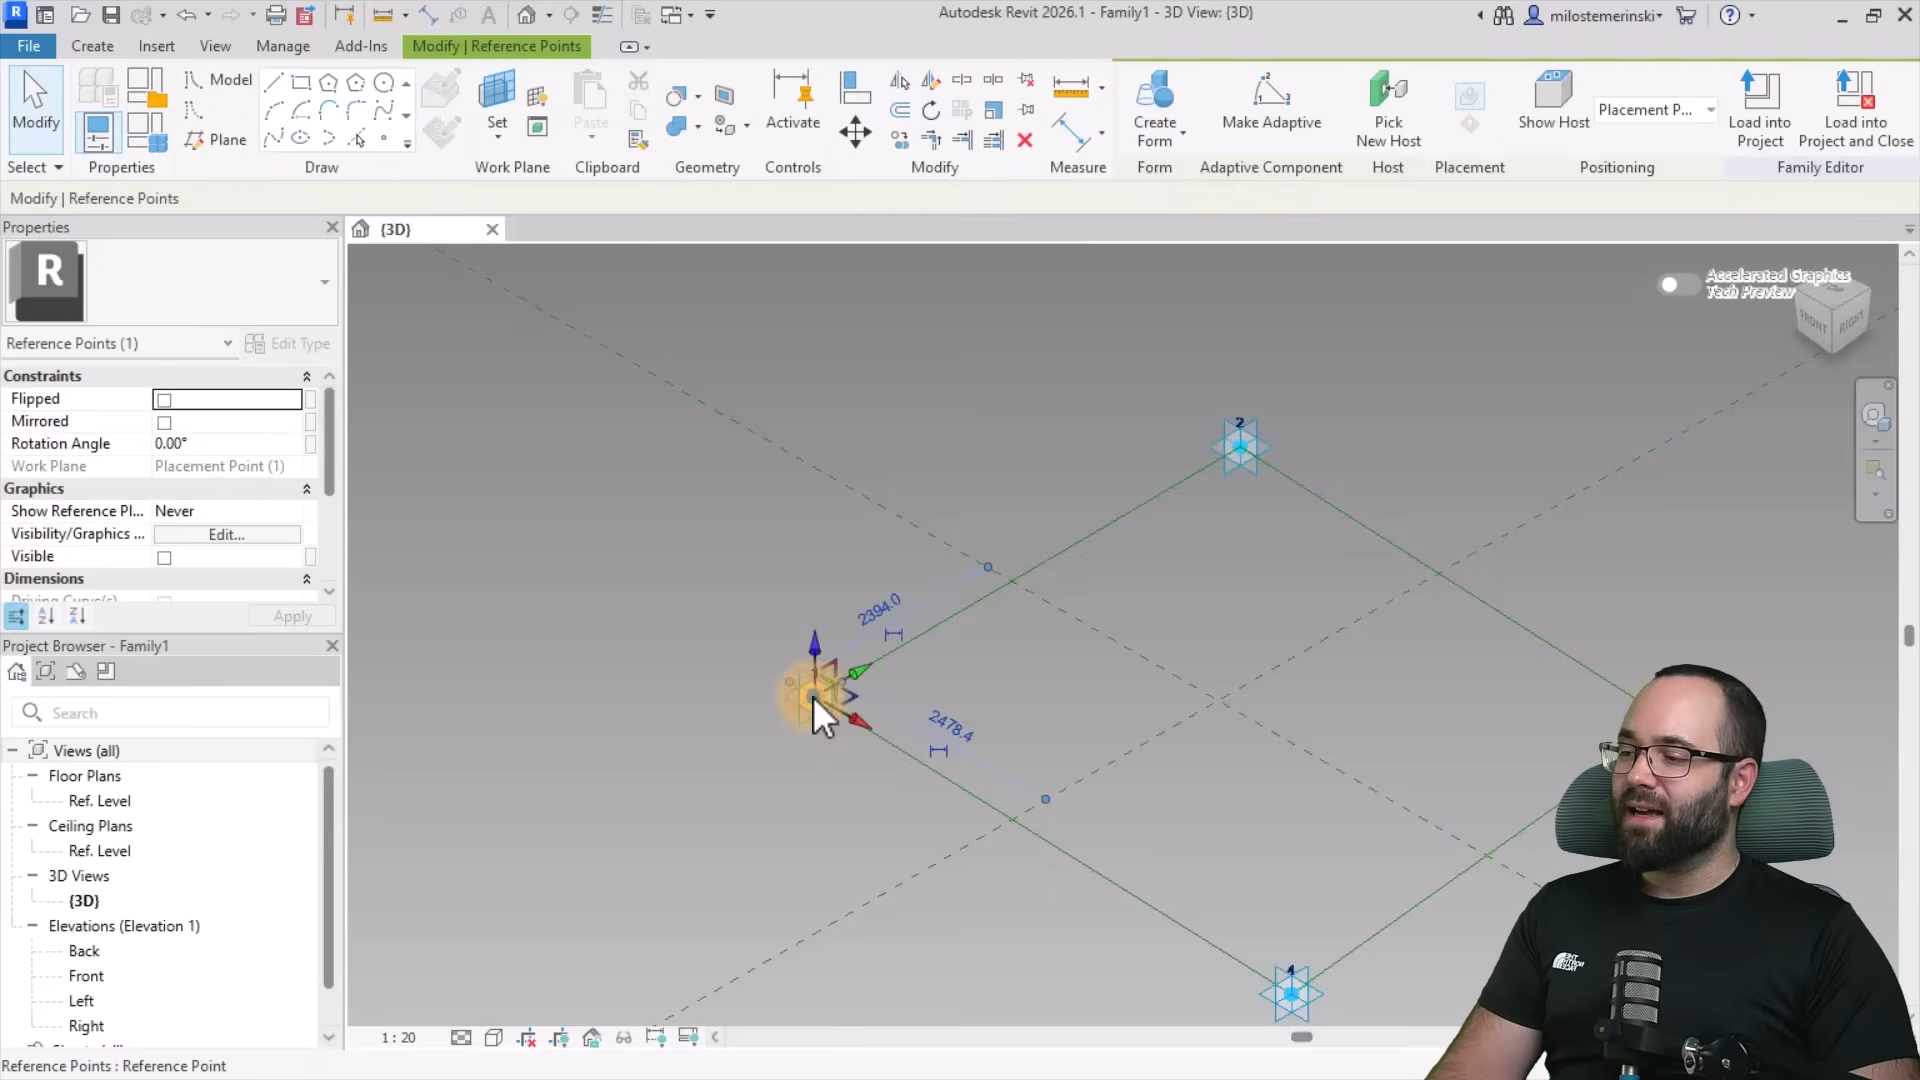 Autodesk Revit 2026.1 - Family1 - 3D View: {3D}
milostemerinski
File
Create
Insert
View
Manage
Add-Ins
Modify | Reference Points
Modify
Select
Properties
Model
Plane
Draw
Set
Work Plane
Paste
Clipboard
Geometry
Activate
Controls
Modify
Measure
Create
Form
Form
Make Adaptive
Adaptive Component
Pick
New Host
Host
Placement
Show Host
Placement P...
Positioning
Load into
Project
Load into
Project and Close
Family Editor
Modify | Reference Points
Properties
R
Reference Points (1)
Edit Type
Constraints
Flipped
Mirrored
Rotation Angle 0.00°
Work Plane Placement Point (1)
Graphics
Show Reference Pl... Never
Visibility/Graphics ... Edit...
Visible
Dimensions
Apply
Project Browser - Family1
Search
Views (all)
Floor Plans
Ref. Level
Ceiling Plans
Ref. Level
3D Views
{3D}
Elevations (Elevation 1)
Back
Front
Left
Right
Reference Points : Reference Point
{3D}
Accelerated Graphics
Tech Preview
FRONT
RIGHT
2
2394.0
2478.4
4
1 : 20
THE
NORTH
FACE